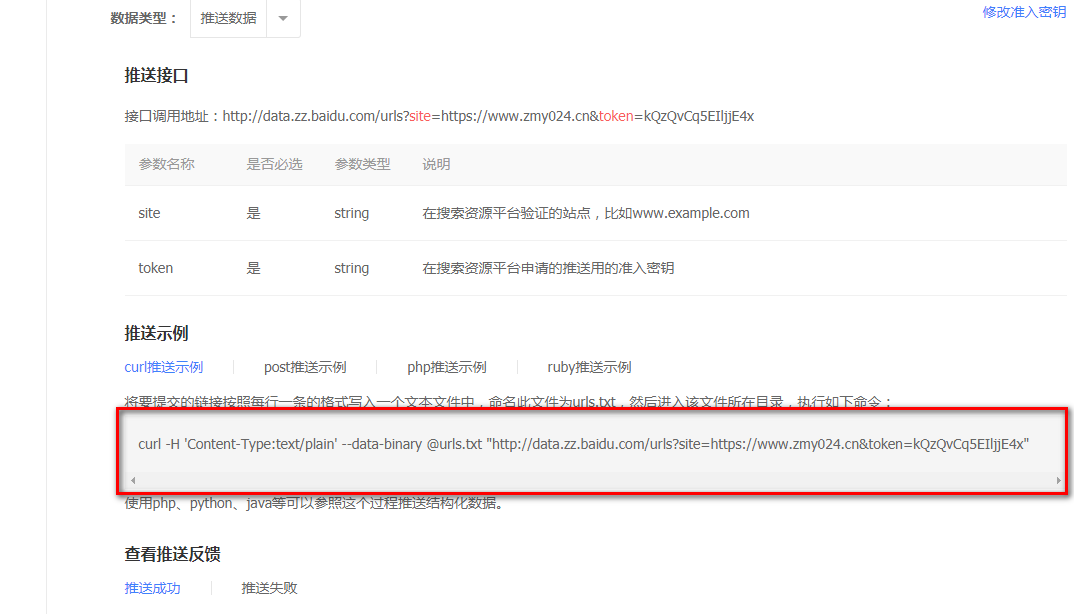 数据类型： 推送数据 修改准入密钥
推送接口
接口调用地址：http://data.zz.baidu.com/urls?site=https://www.zmy024.cn&token=kQzQvCq5EIljjE4x
参数名称 是否必选 参数类型 说明
site 是 string 在搜索资源平台验证的站点，比如www.example.com
token 是 string 在搜索资源平台申请的推送用的准入密钥
推送示例
curl推送示例 post推送示例 php推送示例 ruby推送示例
将要提交的链接按照每行一条的格式写入一个文本文件中，命名此文件为urls.txt，然后进入该文件所在目录，执行如下命令：
curl -H 'Content-Type:text/plain' --data-binary @urls.txt "http://data.zz.baidu.com/urls?site=https://www.zmy024.cn&token=kQzQvCq5EIljjE4x"
使用php、python、java等可以参照这个过程推送结构化数据。
查看推送反馈
推送成功 推送失败